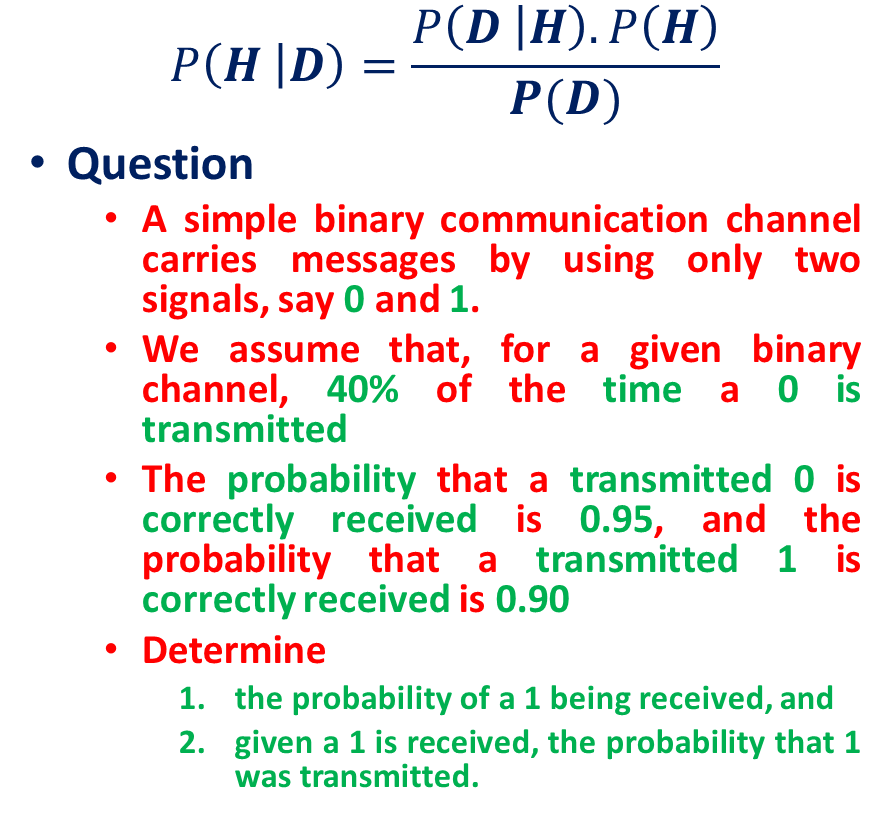 P(H |D) = P(D |H). P(H) / P(D)
• Question
• A simple binary communication channel
carries messages by using only two
signals, say 0 and 1.
• We assume that, for a given binary
channel, 40% of the time a 0 is
transmitted
• The probability that a transmitted 0 is
correctly received is 0.95, and the
probability that a transmitted 1 is
correctly received is 0.90
• Determine
1. the probability of a 1 being received, and
2. given a 1 is received, the probability that 1
was transmitted.